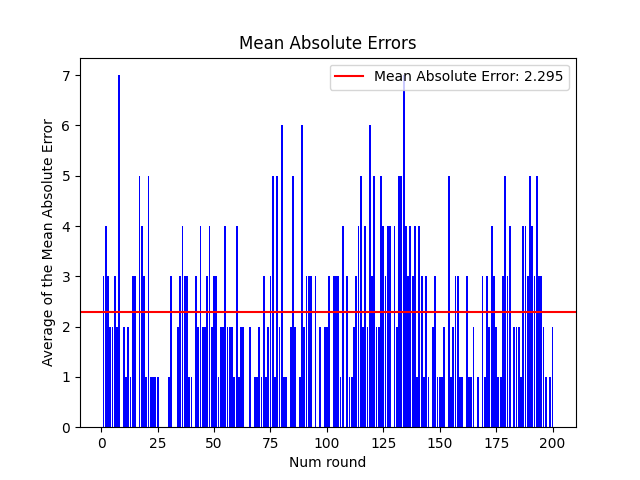 Mean Absolute Errors
Mean Absolute Error: 2.295
Average of the Mean Absolute Error
7
6
5
4
3
2
1
0
0 25 50 75 100 125 150 175 200
Num round